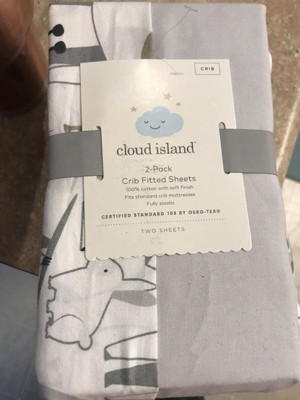 CRIB
cloud island™
2-Pack
Crib Fitted Sheets
100% cotton with soft finish
Fits standard crib mattresses
Fully elastic
CERTIFIED STANDARD 100 BY OEKO-TEX®
TWO SHEETS